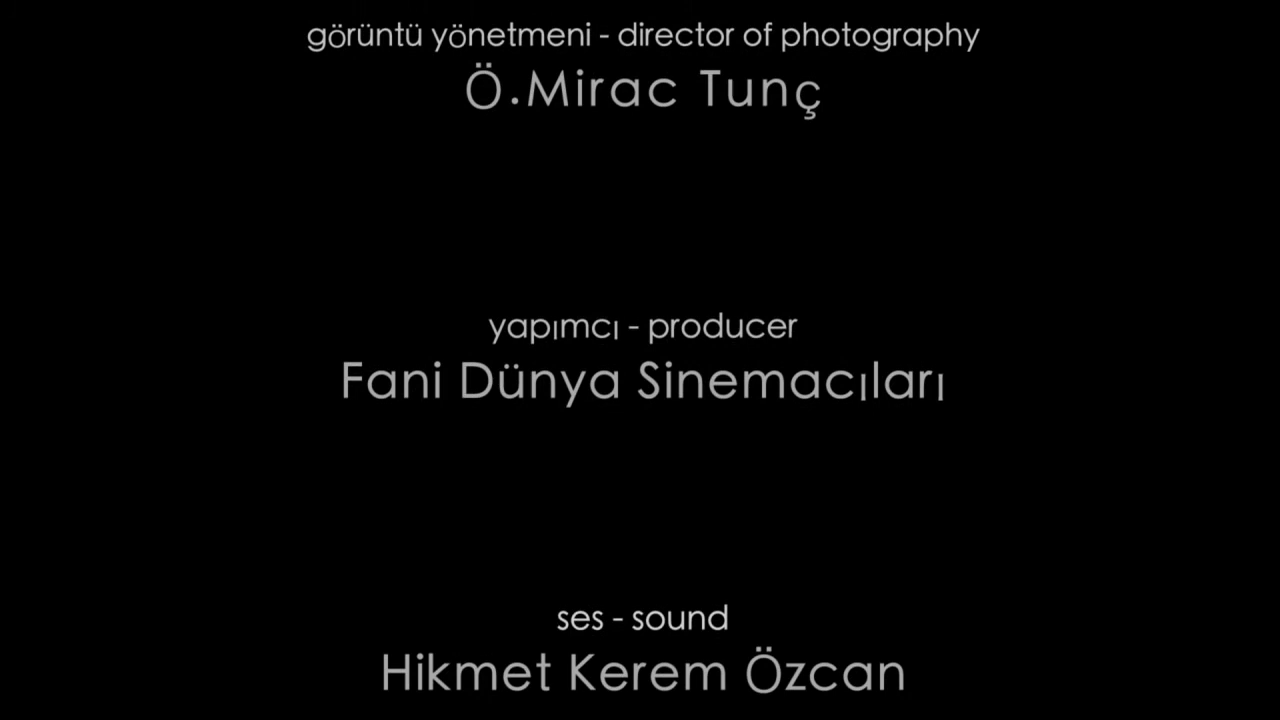 görüntü yönetmeni - director of photography
Ö.Mirac Tunç
yapımcı - producer
Fani Dünya Sinemacıları
ses - sound
Hikmet Kerem Özcan